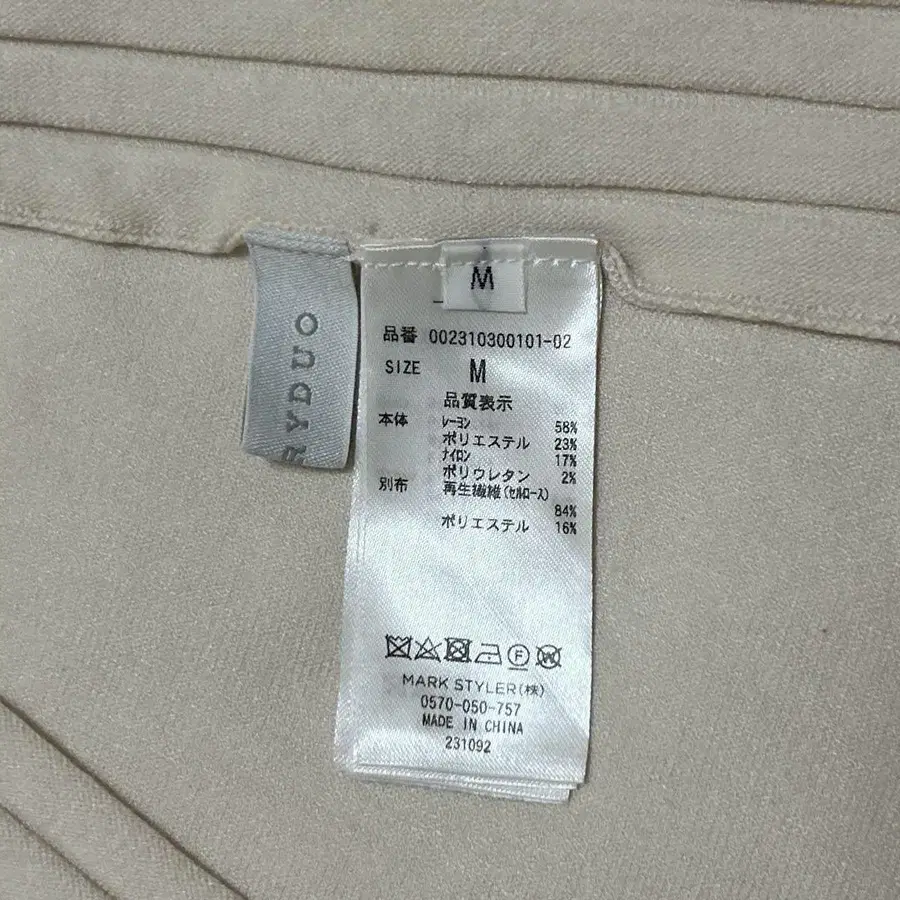 RYDUO
M
品番 002310300101-02
SIZE M
品質表示
本体 レーヨン 58%
ポリエステル 23%
ナイロン 17%
ポリウレタン 2%
別布 再生繊維(セルロース)
84%
ポリエステル 16%
F
W
MARK STYLER(株)
0570-050-757
MADE IN CHINA
231092